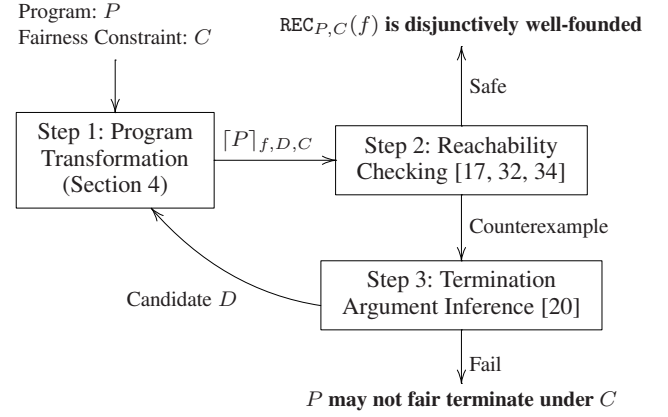 Program: P
Fairness Constraint: C
REC_{P,C}(f) is disjunctively well-founded
Safe
Step 1: Program
Transformation
(Section 4)
⌈P⌉_{f,D,C}
Step 2: Reachability
Checking [17, 32, 34]
Counterexample
Step 3: Termination
Argument Inference [20]
Candidate D
Fail
P may not fair terminate under C